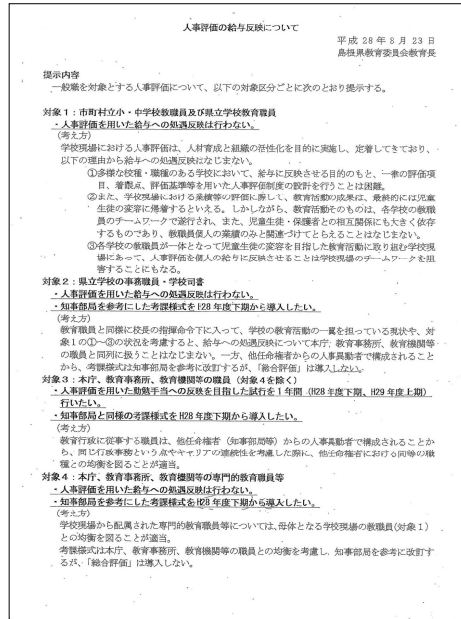 人事評価の給与反映について
平成28年8月23日
島根県教育委員会教育長
提示内容
一般職を対象とする人事評価について、以下の対象区分ごとに次のとおり提示する。
対象1：市町村立小・中学校教職員及び県立学校教育職員
・人事評価を用いた給与への処遇反映は行わない。
(考え方)
学校現場における人事評価は、人材育成と組織の活性化を目的に実施し、定着してきており、
以下の理由から給与への処遇反映になじまない。
①多様な校種・職種のある学校において、給与に反映させる目的のもと、一律の評価項
目、着眼点、評価基準等を用いた人事評価制度の設計を行うことは困難。
②また、学校現場における業績等の評価に際して、教育活動の成果は、最終的には児童
生徒の変容に帰着するといえる。しかしながら、教育活動そのものは、各学校の教職
員のチームワークで遂行され、また、児童生徒・保護者との相互関係にも大きく依存
するものであり、教職員個人の業績のみと関連づけてとらえることはなじまない。
③各学校の教職員が一体となって児童生徒の変容を目指した教育活動に取り組む学校現
場にあって、人事評価を個人の給与に反映させることは学校現場のチームワークを阻
害することにもなる。
対象2：県立学校の事務職員・学校司書
・人事評価を用いた給与への処遇反映は行わない。
・知事部局を参考にした考課様式をH28年度下期から導入したい。
(考え方)
教育職員と同様に校長の指揮命令下に入って、学校の教育活動の一翼を担っている現状や、対
象1の①～③の状況を考慮すると、給与への処遇反映について本庁、教育事務所、教育機関等
の職員と同列に扱うことはなじまない。一方、他任命権者からの人事異動者で構成されること
から、考課様式は知事部局を参考に改訂するが、「総合評価」は導入しない。
対象3：本庁、教育事務所、教育機関等の職員（対象4を除く）
・人事評価を用いた勤勉手当への反映を目指した試行を1年間（H28年度下期、H29年度上期）
行いたい。
・知事部局と同様の考課様式をH28年度下期から導入したい。
(考え方)
教育行政に従事する職員は、他任命権者（知事部局等）からの人事異動者で構成されることか
ら、同じ行政事務という点やキャリアの連続性を考慮した際に、他任命権者における同等の職
種との均衡を図ることが適当。
対象4：本庁、教育事務所、教育機関等の専門的教育職員等
・人事評価を用いた給与への処遇反映は行わない。
・知事部局を参考にした考課様式をH28年度下期から導入したい。
(考え方)
学校現場から配属された専門的教育職員等については、母体となる学校現場の教職員(対象1)
との均衡を図ることが適当。
考課様式は本庁、教育事務所、教育機関等の職員との均衡を考慮し、知事部局を参考に改訂す
るが、「総合評価」は導入しない。